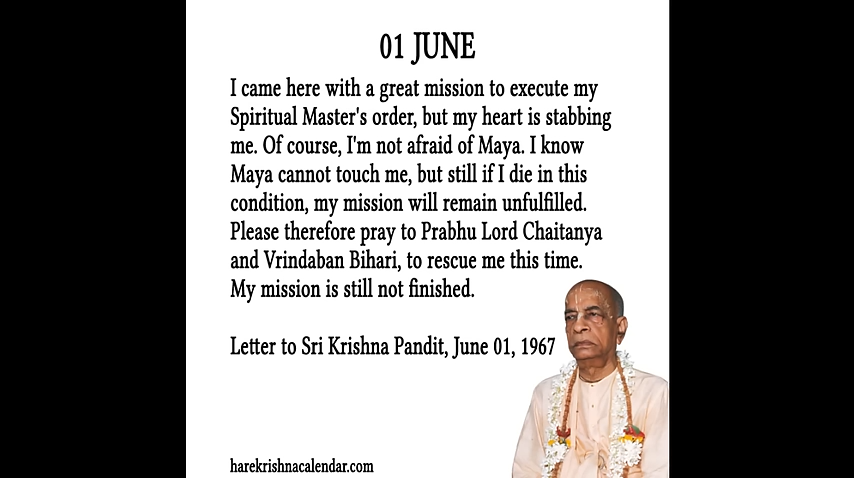 01 JUNE
I came here with a great mission to execute my
Spiritual Master's order, but my heart is stabbing
me. Of course, I'm not afraid of Maya. I know
Maya cannot touch me, but still if I die in this
condition, my mission will remain unfulfilled.
Please therefore pray to Prabhu Lord Chaitanya
and Vrindaban Bihari, to rescue me this time.
My mission is still not finished.
Letter to Sri Krishna Pandit, June 01, 1967
harekrishnacalendar.com